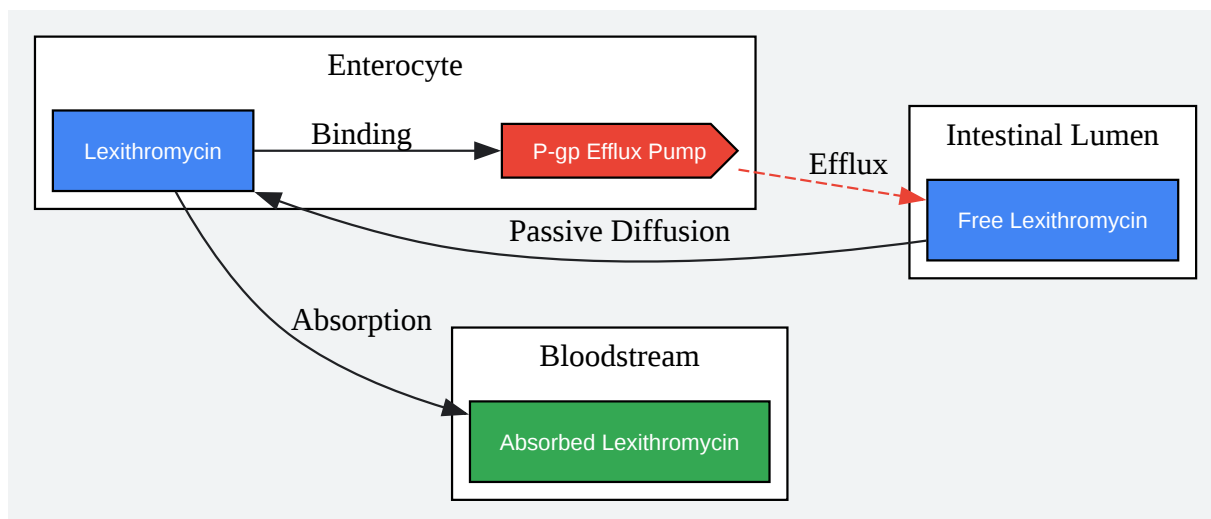 Enterocyte
Lexithromycin
Binding
P-gp Efflux Pump
Efflux
Intestinal Lumen
Free Lexithromycin
Passive Diffusion
Absorption
Bloodstream
Absorbed Lexithromycin